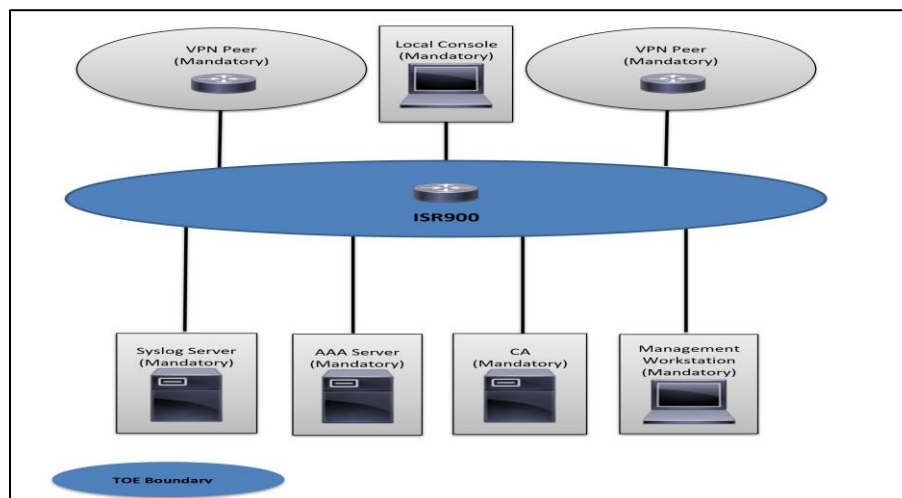 VPN Peer
(Mandatory)
Local Console
(Mandatory)
VPN Peer
(Mandatory)
ISR900
Syslog Server
(Mandatory)
AAA Server
(Mandatory)
CA
(Mandatory)
Management
Workstation
(Mandatory)
TOE Boundary